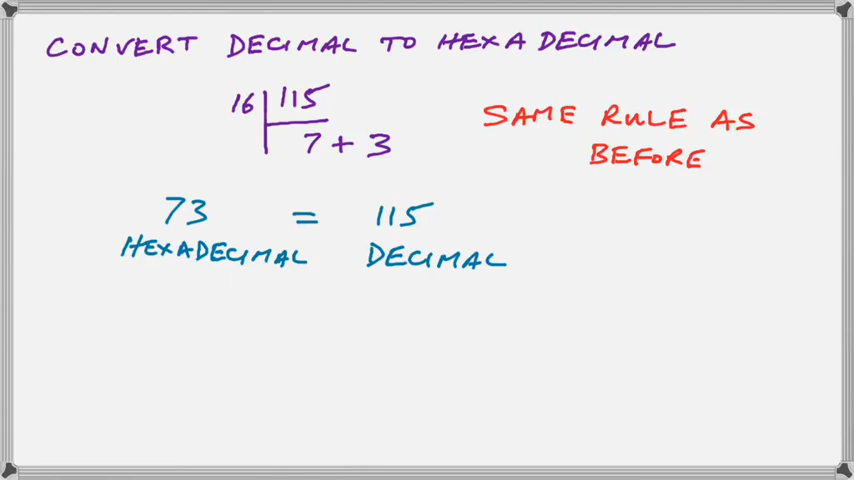 CONVERT DECIMAL TO HEXADECIMAL
16 115
7 + 3
SAME RULE AS
BEFORE
73 = 115
HEXADECIMAL DECIMAL